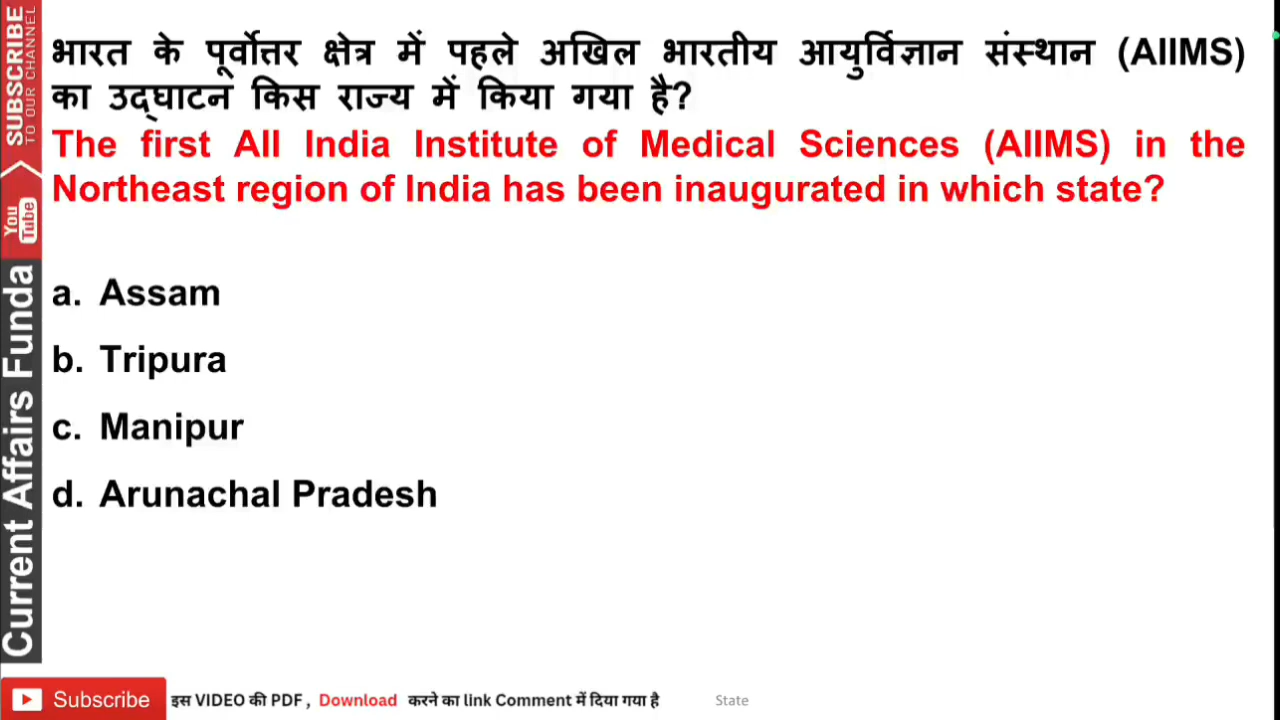 भारत के पूर्वोत्तर क्षेत्र में पहले अखिल भारतीय आयुर्विज्ञान संस्थान (AIIMS)
का उद्घाटन किस राज्य में किया गया है?
The first All India Institute of Medical Sciences (AIIMS) in the
Northeast region of India has been inaugurated in which state?
a. Assam
b. Tripura
c. Manipur
d. Arunachal Pradesh
SUBSCRIBE
TO OUR CHANNEL
You
Tube
Current Affairs Funda
Subscribe
इस VIDEO की PDF , Download करने का link Comment में दिया गया है
State